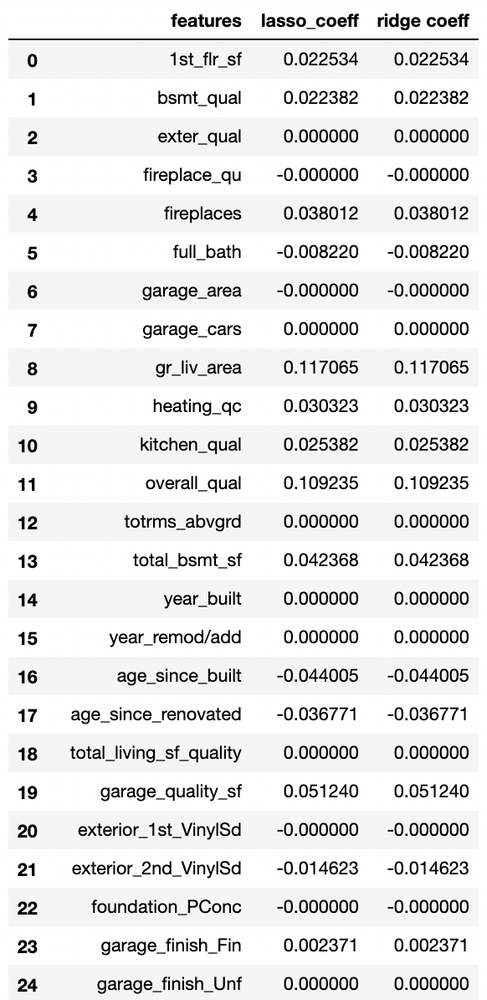 features lasso_coeff ridge coeff
0 1st_flr_sf 0.022534 0.022534
1 bsmt_qual 0.022382 0.022382
2 exter_qual 0.000000 0.000000
3 fireplace_qu -0.000000 -0.000000
4 fireplaces 0.038012 0.038012
5 full_bath -0.008220 -0.008220
6 garage_area -0.000000 -0.000000
7 garage_cars 0.000000 0.000000
8 gr_liv_area 0.117065 0.117065
9 heating_qc 0.030323 0.030323
10 kitchen_qual 0.025382 0.025382
11 overall_qual 0.109235 0.109235
12 totrms_abvgrd 0.000000 0.000000
13 total_bsmt_sf 0.042368 0.042368
14 year_built 0.000000 0.000000
15 year_remod/add 0.000000 0.000000
16 age_since_built -0.044005 -0.044005
17 age_since_renovated -0.036771 -0.036771
18 total_living_sf_quality 0.000000 0.000000
19 garage_quality_sf 0.051240 0.051240
20 exterior_1st_VinylSd -0.000000 -0.000000
21 exterior_2nd_VinylSd -0.014623 -0.014623
22 foundation_PConc -0.000000 -0.000000
23 garage_finish_Fin 0.002371 0.002371
24 garage_finish_Unf 0.000000 0.000000